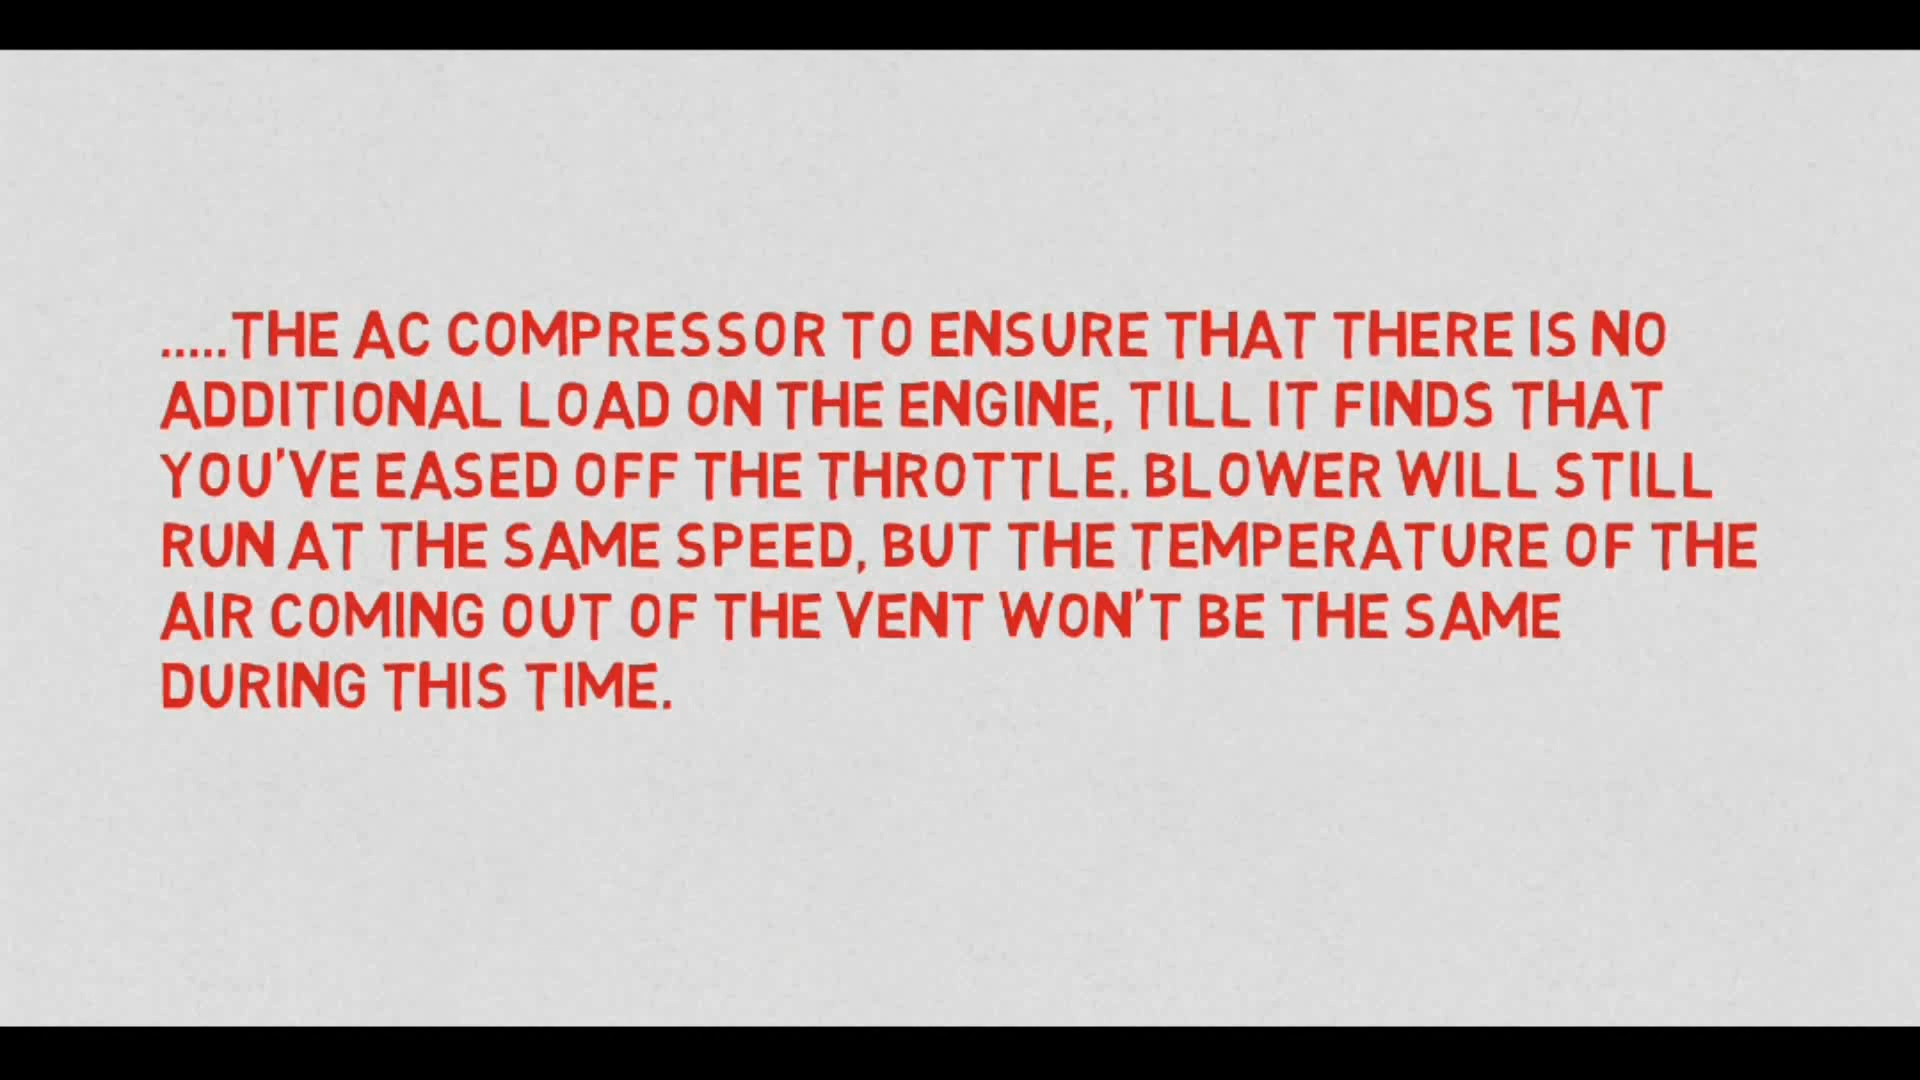 .....THE AC COMPRESSOR TO ENSURE THAT THERE IS NO
ADDITIONAL LOAD ON THE ENGINE, TILL IT FINDS THAT
YOU'VE EASED OFF THE THROTTLE. BLOWER WILL STILL
RUN AT THE SAME SPEED, BUT THE TEMPERATURE OF THE
AIR COMING OUT OF THE VENT WON'T BE THE SAME
DURING THIS TIME.